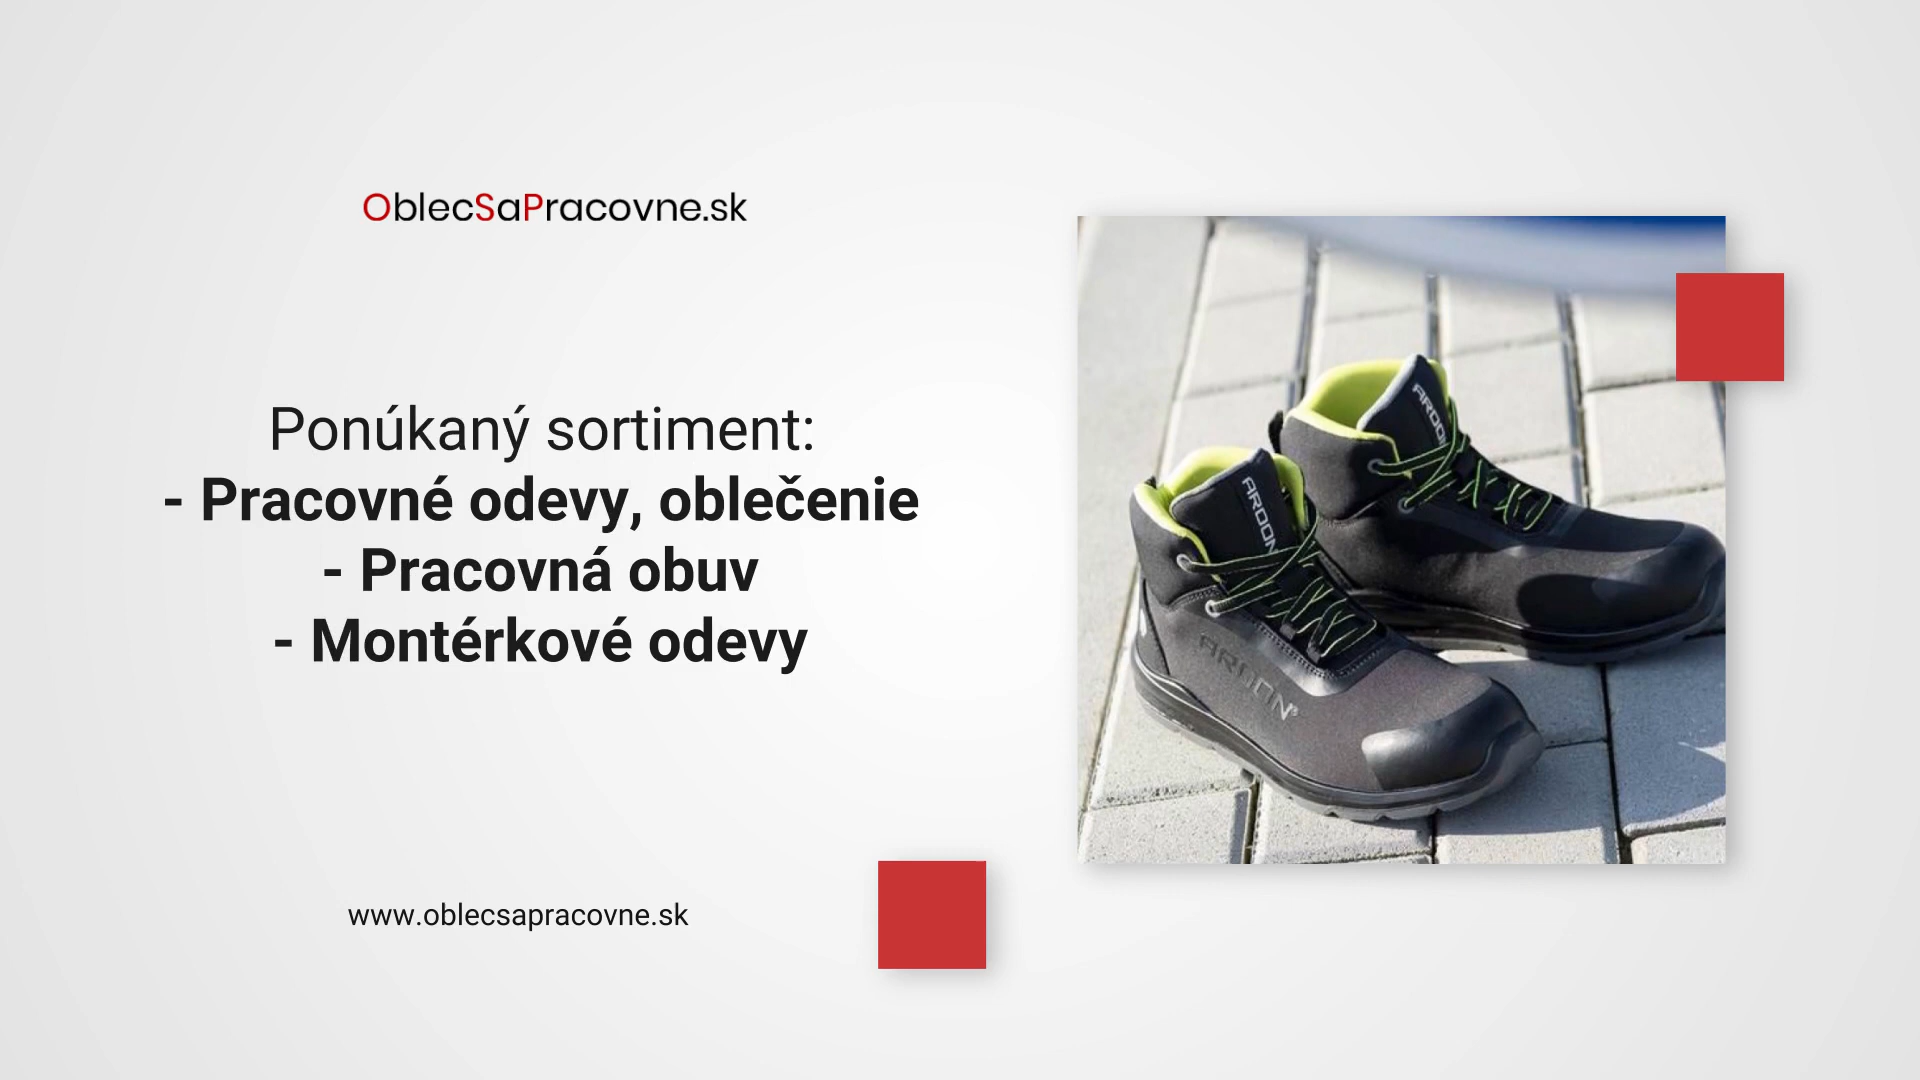 OblecSaPracovne.sk
Ponúkaný sortiment:
- Pracovné odevy, oblečenie
- Pracovná obuv
- Montérkové odevy
www.oblecsapracovne.sk
ARDON
ARDON
ARDON®